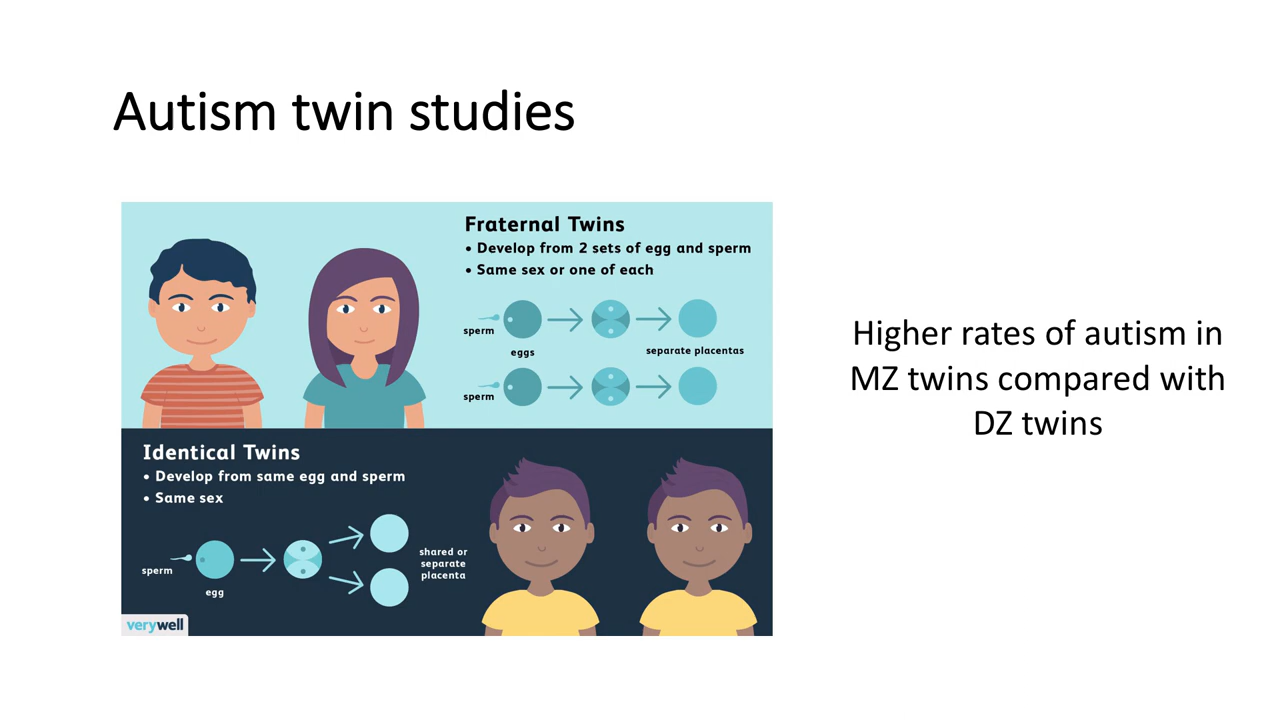 Autism twin studies
Fraternal Twins
• Develop from 2 sets of egg and sperm
• Same sex or one of each
sperm
eggs
separate placentas
sperm
Identical Twins
• Develop from same egg and sperm
• Same sex
sperm
egg
shared or
separate
placenta
verywell
Higher rates of autism in
MZ twins compared with
DZ twins